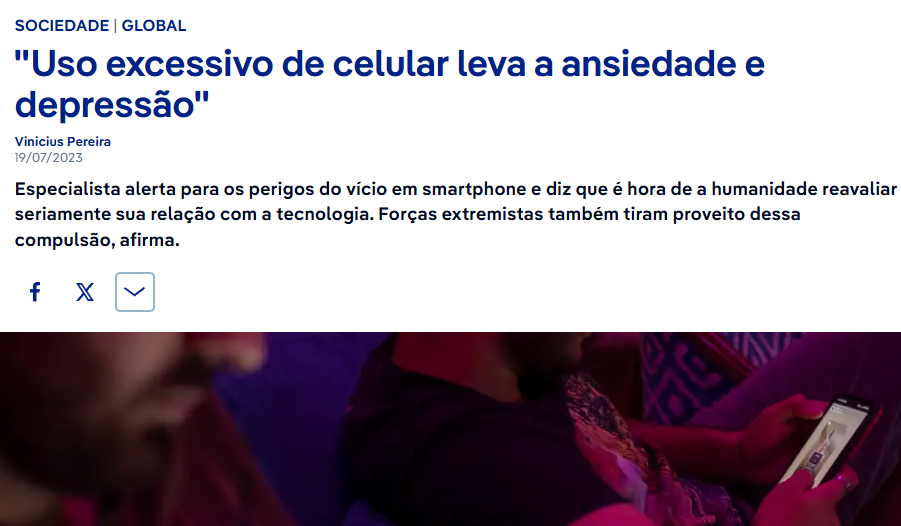 SOCIEDADE | GLOBAL
"Uso excessivo de celular leva a ansiedade e
depressão"
Vinicius Pereira
19/07/2023
Especialista alerta para os perigos do vício em smartphone e diz que é hora de a humanidade reavaliar
seriamente sua relação com a tecnologia. Forças extremistas também tiram proveito dessa
compulsão, afirma.